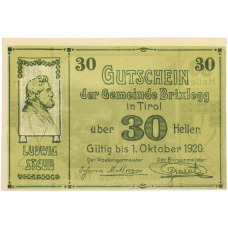 30 GUTSCHEIN 30
der Gemeinde Brixlegg
in Tirol
über 30 Heller.
Giltig bis 1. Oktober 1920.
Der Vizebürgermeister Der Bürgermeister
LUDWIG
STEUB